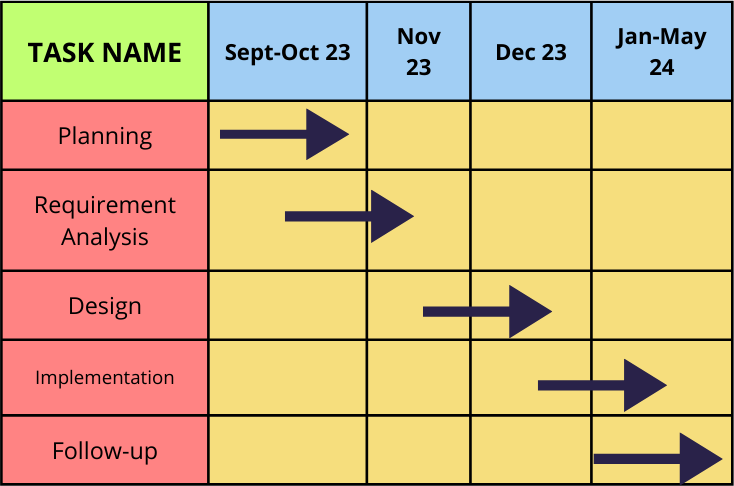 TASK NAME
Sept-Oct 23
Nov
23
Dec 23
Jan-May
24
Planning
Requirement
Analysis
Design
Implementation
Follow-up